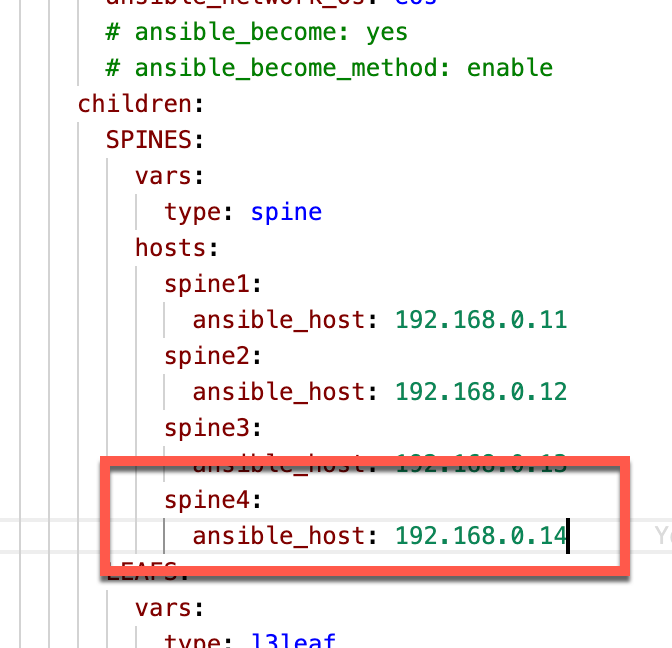 ansible_network_os: eos
# ansible_become: yes
# ansible_become_method: enable
children:
SPINES:
vars:
type: spine
hosts:
spine1:
ansible_host: 192.168.0.11
spine2:
ansible_host: 192.168.0.12
spine3:
ansible_host: 192.168.0.13
spine4:
ansible_host: 192.168.0.14
LEAFS:
vars:
type: l3leaf